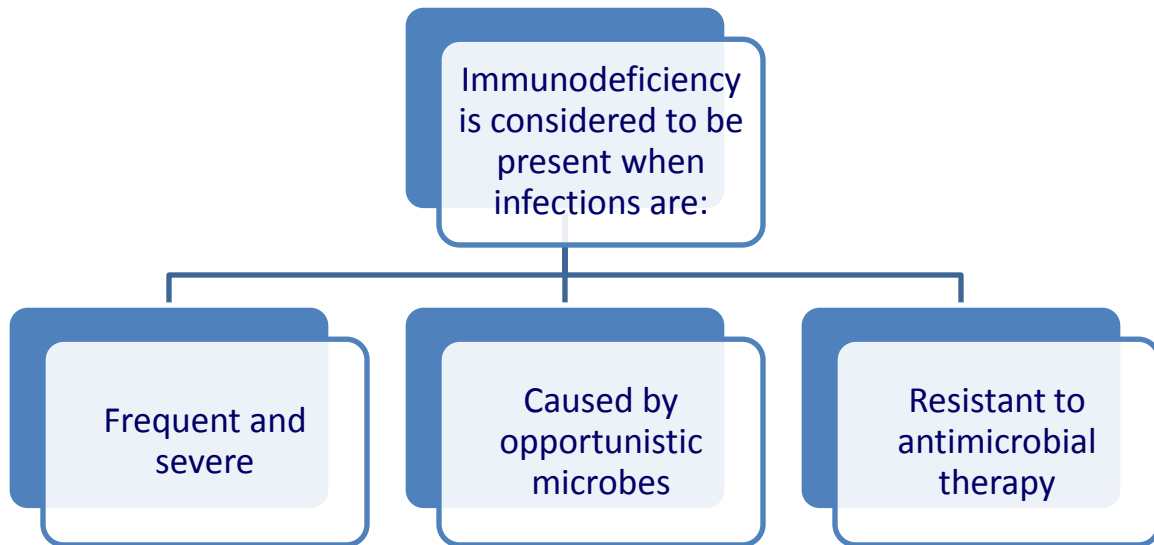 Immunodeficiency
is considered to be
present when
infections are:
Frequent and
severe
Caused by
opportunistic
microbes
Resistant to
antimicrobial
therapy